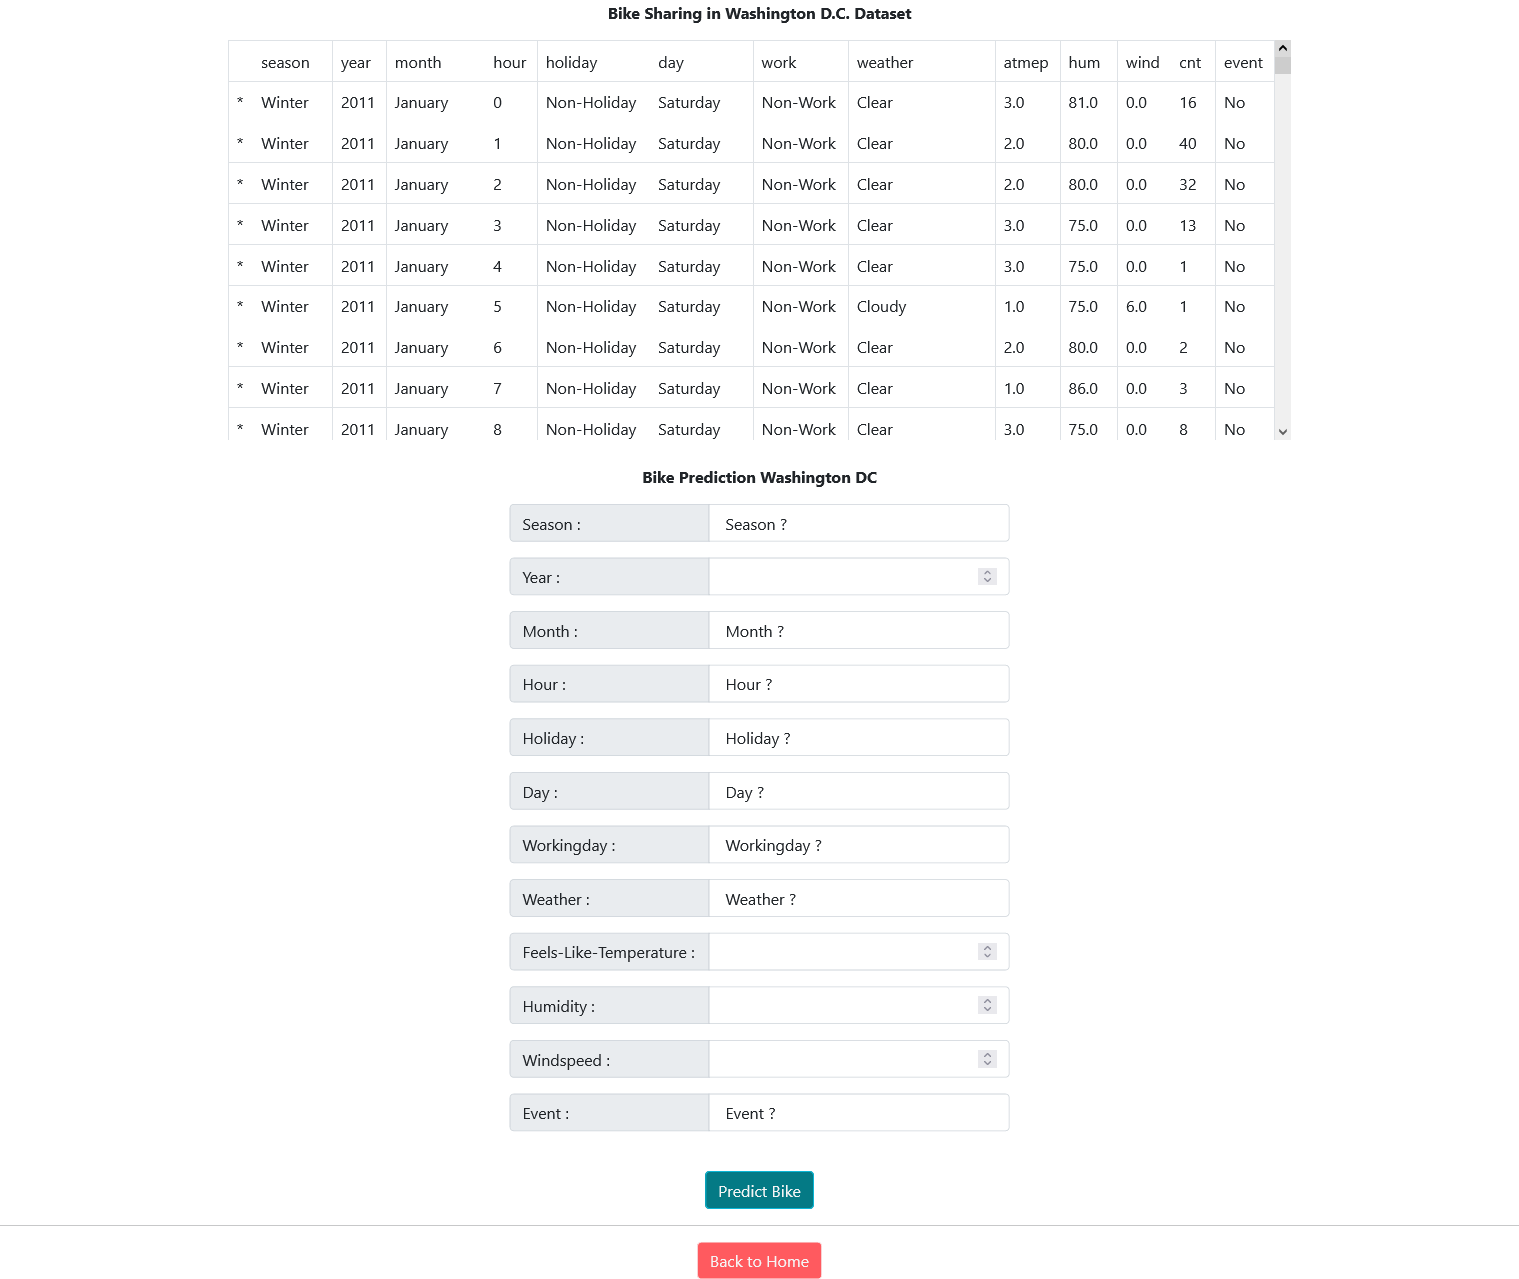 Bike Sharing in Washington D.C. Dataset
season year month hour holiday day work weather atmep hum wind cnt event
* Winter 2011 January 0 Non-Holiday Saturday Non-Work Clear 3.0 81.0 0.0 16 No
* Winter 2011 January 1 Non-Holiday Saturday Non-Work Clear 2.0 80.0 0.0 40 No
* Winter 2011 January 2 Non-Holiday Saturday Non-Work Clear 2.0 80.0 0.0 32 No
* Winter 2011 January 3 Non-Holiday Saturday Non-Work Clear 3.0 75.0 0.0 13 No
* Winter 2011 January 4 Non-Holiday Saturday Non-Work Clear 3.0 75.0 0.0 1 No
* Winter 2011 January 5 Non-Holiday Saturday Non-Work Cloudy 1.0 75.0 6.0 1 No
* Winter 2011 January 6 Non-Holiday Saturday Non-Work Clear 2.0 80.0 0.0 2 No
* Winter 2011 January 7 Non-Holiday Saturday Non-Work Clear 1.0 86.0 0.0 3 No
* Winter 2011 January 8 Non-Holiday Saturday Non-Work Clear 3.0 75.0 0.0 8 No
Bike Prediction Washington DC
Season : Season ?
Year :
Month : Month ?
Hour : Hour ?
Holiday : Holiday ?
Day : Day ?
Workingday : Workingday ?
Weather : Weather ?
Feels-Like-Temperature :
Humidity :
Windspeed :
Event : Event ?
Predict Bike
Back to Home